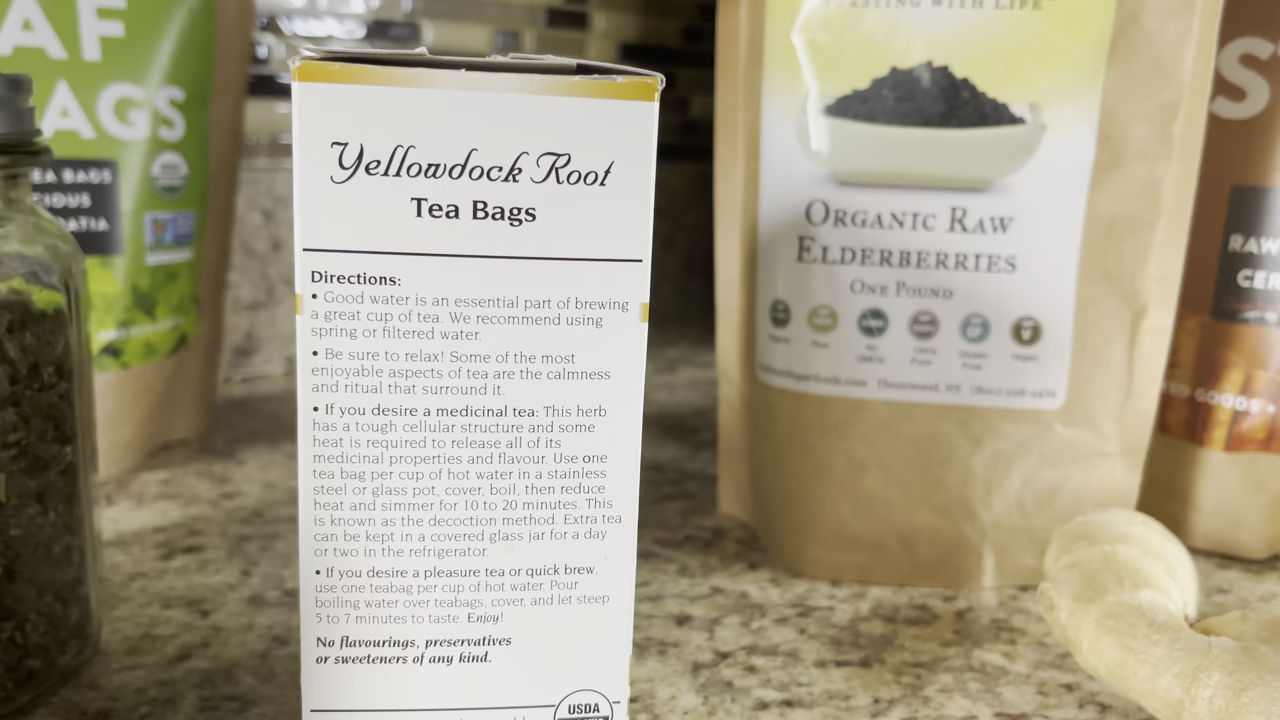 AF
AGS
EA BAGS
CIDUS
ATIA
Yellowdock Root
Tea Bags
Directions:
• Good water is an essential part of brewing
a great cup of tea. We recommend using
spring or filtered water.
• Be sure to relax! Some of the most
enjoyable aspects of tea are the calmness
and ritual that surround it.
• If you desire a medicinal tea: This herb
has a tough cellular structure and some
heat is required to release all of its
medicinal properties and flavour. Use one
tea bag per cup of hot water in a stainless
steel or glass pot, cover, boil, then reduce
heat and simmer for 10 to 20 minutes. This
is known as the decoction method. Extra tea
can be kept in a covered glass jar for a day
or two in the refrigerator.
• If you desire a pleasure tea or quick brew,
use one teabag per cup of hot water. Pour
boiling water over teabags, cover, and let steep
5 to 7 minutes to taste. Enjoy!
No flavourings, preservatives
or sweeteners of any kind.
USDA
WITH LIFE
Organic Raw
Elderberries
One Pound
S
RAW
CER
GOODS